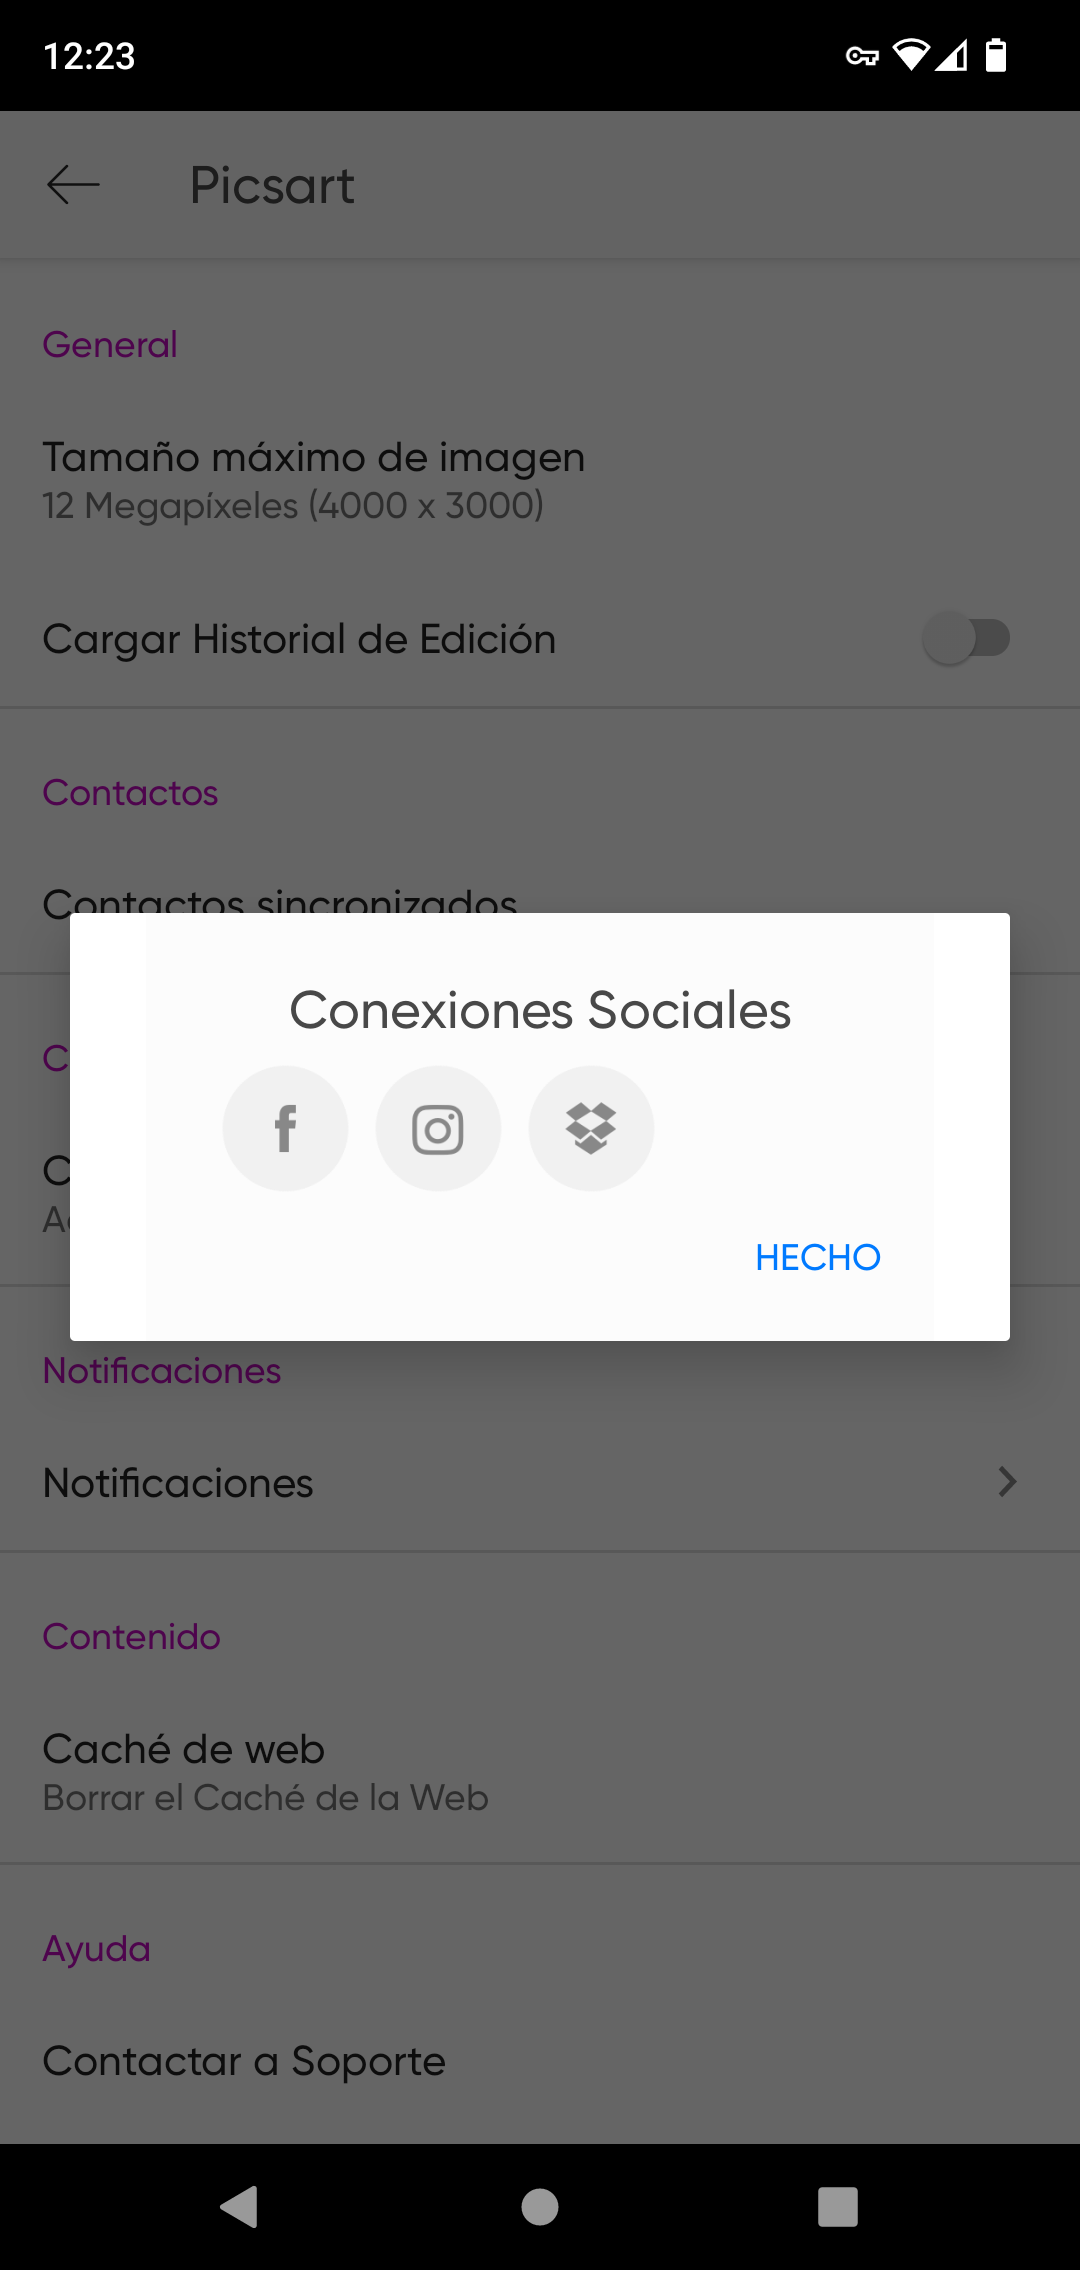 12:23
Picsart
General
Tamaño máximo de imagen
12 Megapíxeles (4000 x 3000)
Cargar Historial de Edición
Contactos
Contactos sincronizados
Conexiones Sociales
HECHO
Notificaciones
Notificaciones
Contenido
Caché de web
Borrar el Caché de la Web
Ayuda
Contactar a Soporte